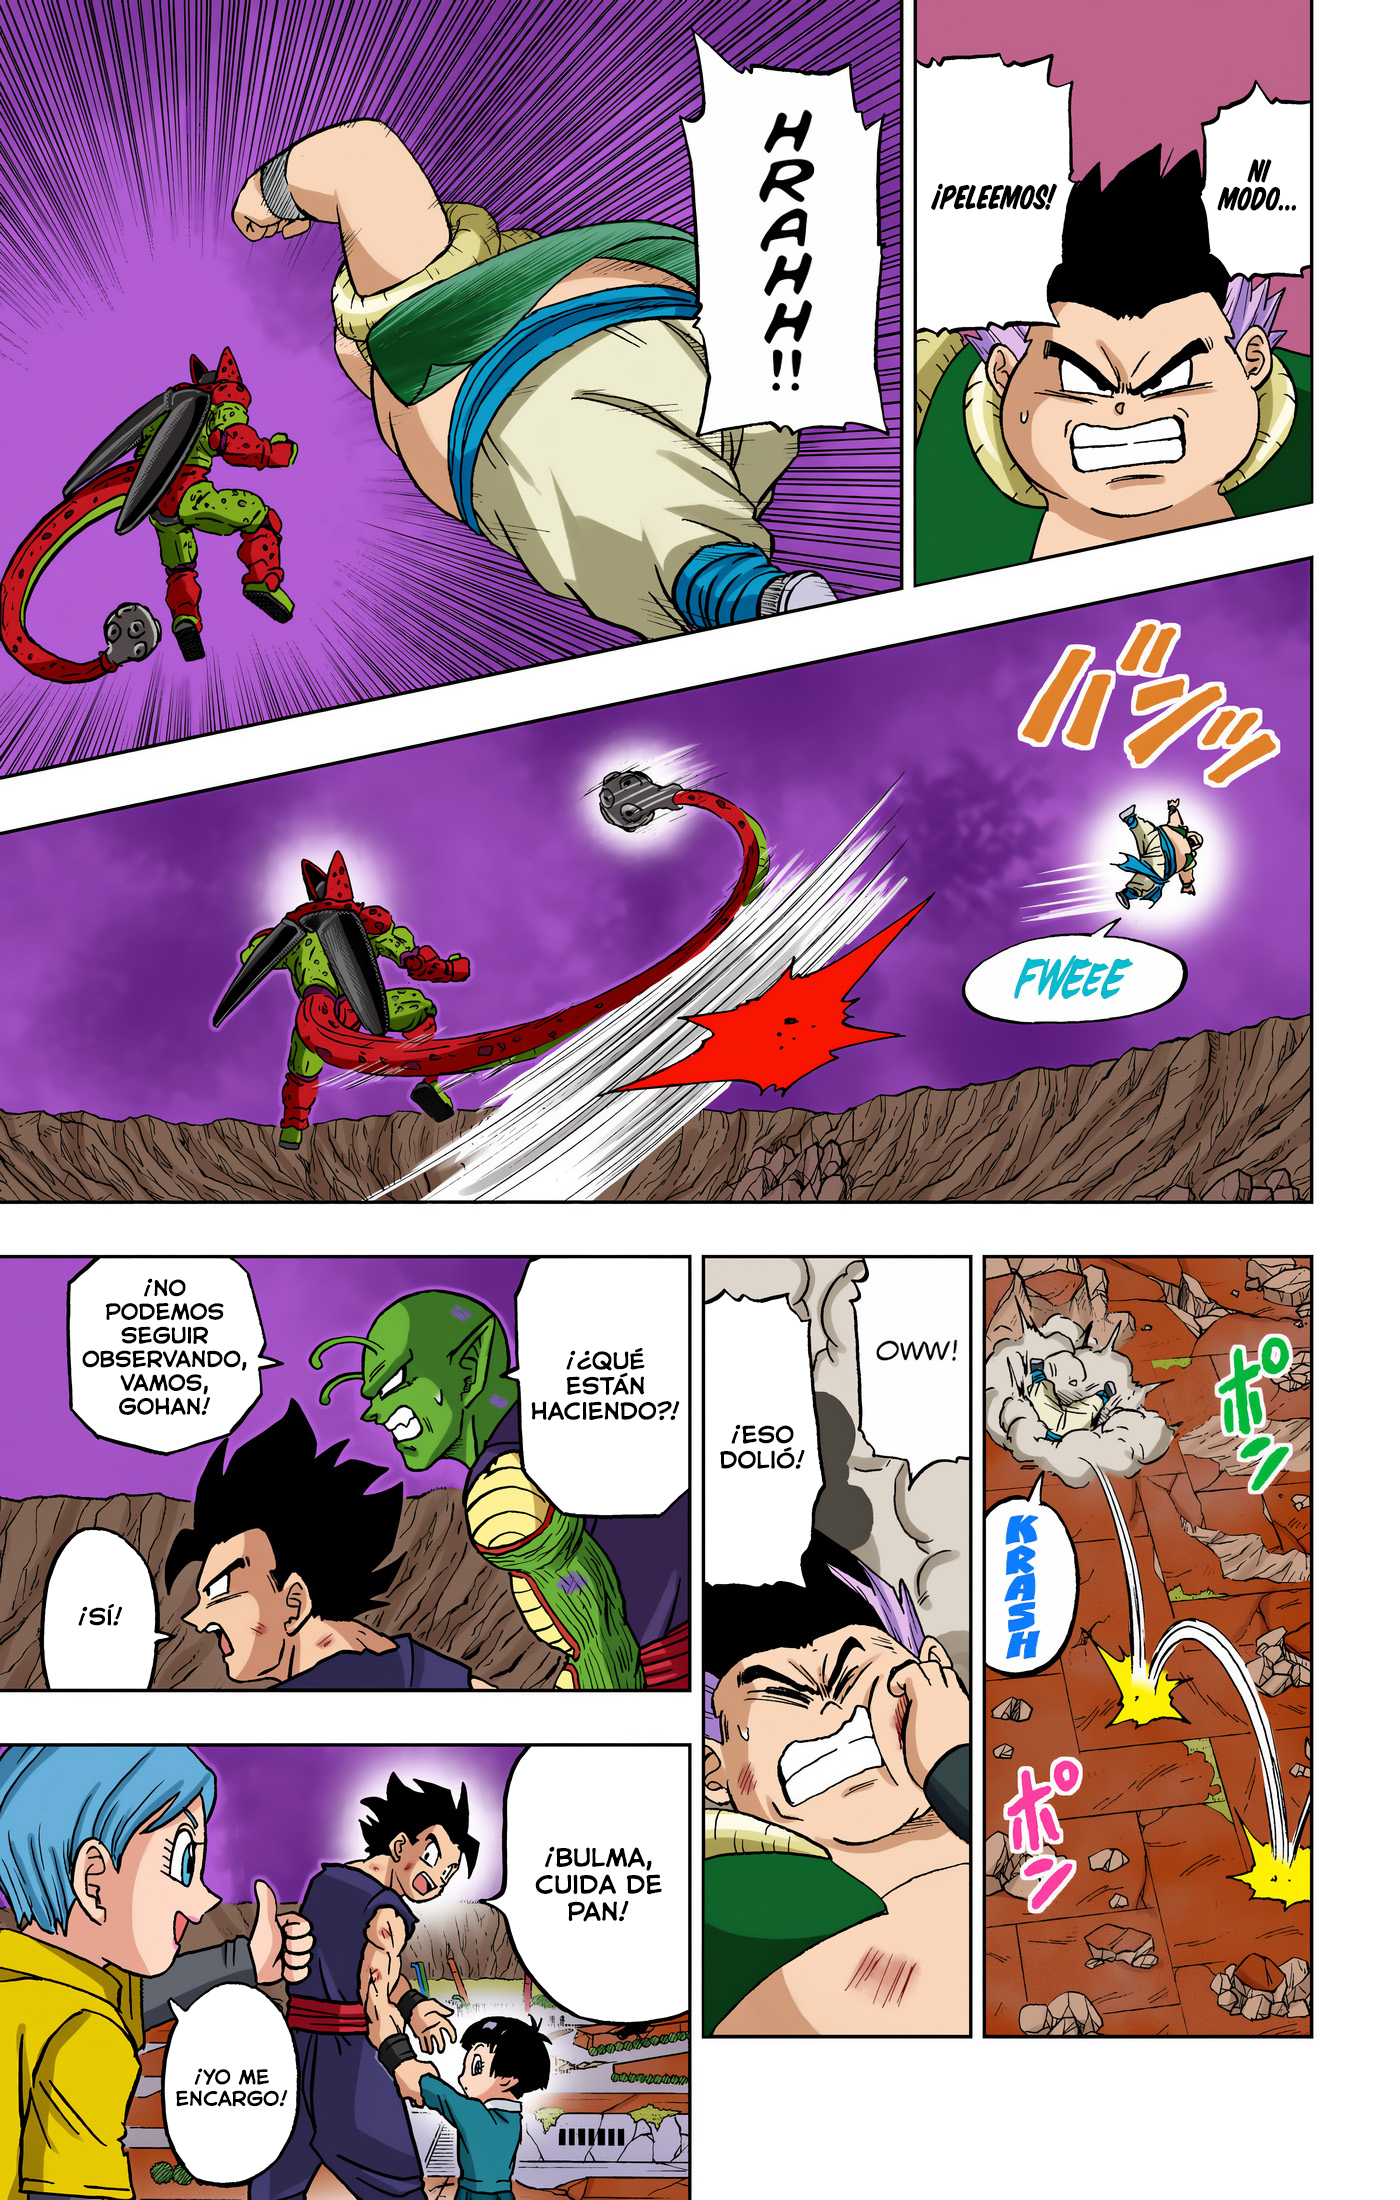 NI
MODO...
¡PELEEMOS!
HRAHH!!
バンッ
FWEEE
ポン
KRASH
ポン
OWW!
¡ESO
DOLIÓ!
¡¿QUÉ
ESTÁN
HACIENDO?!
¡NO
PODEMOS
SEGUIR
OBSERVANDO,
VAMOS,
GOHAN!
¡SÍ!
¡BULMA,
CUIDA DE
PAN!
¡YO ME
ENCARGO!